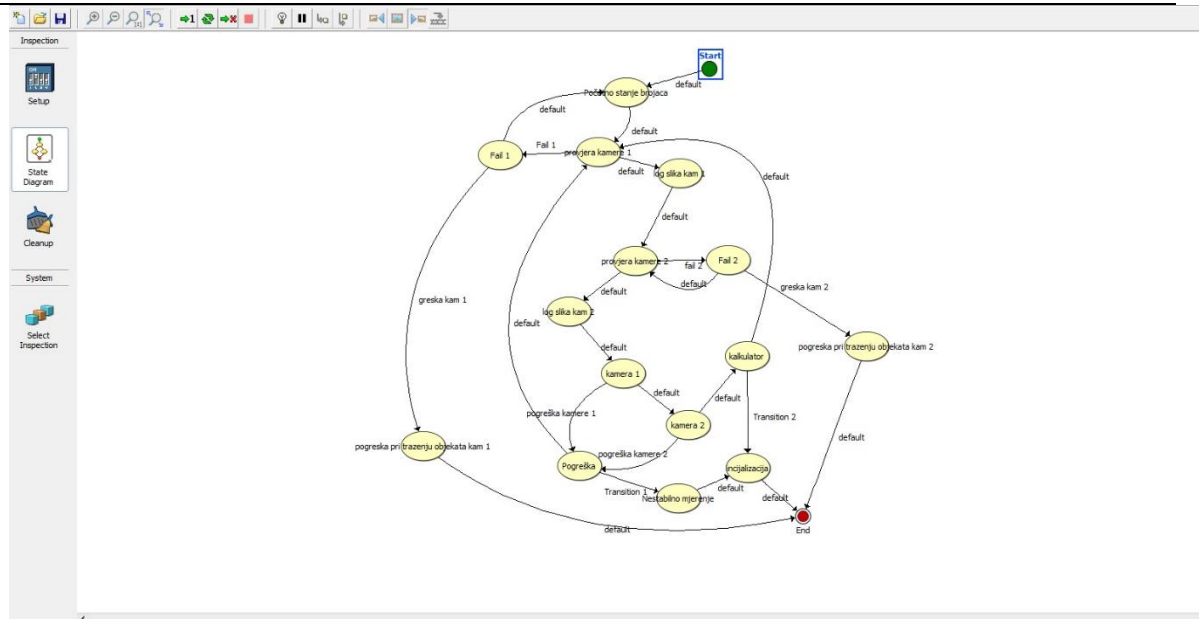 Inspection
Setup
State
Diagram
Cleanup
System
Select
Inspection
Start
default
Početno stanje brojaca
default
default
Fail 1
Fail 1
provjera kamere 1
default
log slika kam 1
default
default
provjera kamere 2
fail 2
Fail 2
default
greska kam 2
default
log slika kam 2
greska kam 1
default
default
kalkulator
pogreska pri trazenju objekata kam 2
kamera 1
default
default
pogreška kamere 1
Transition 2
kamera 2
default
pogreska pri trazenju objekata kam 1
pogreška kamere 2
Pogreška
incijalizacija
Transition 1
default
Nestabilno mjerenje
default
default
End